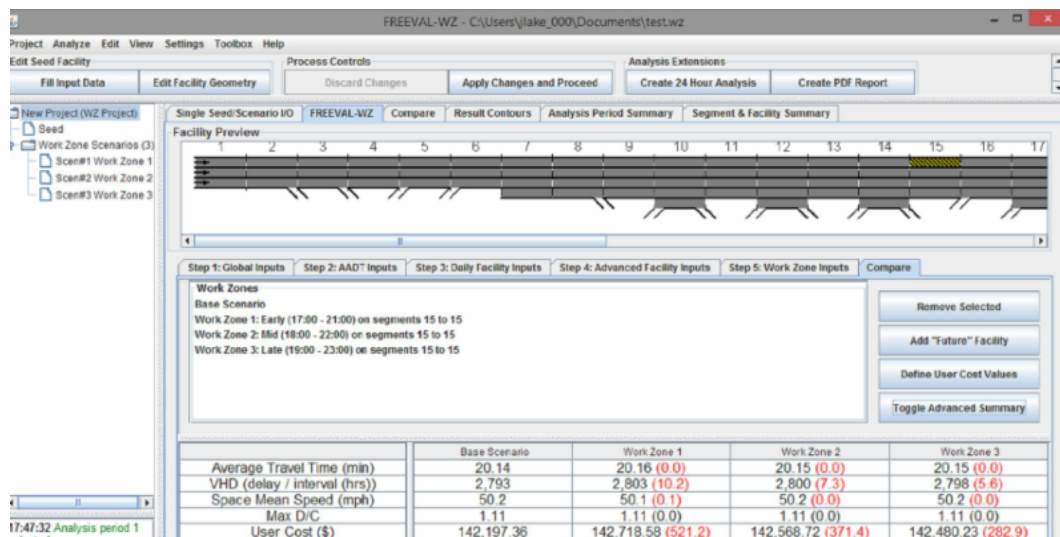 FREEVAL-WZ - C:\Users\jlake_000\Documents\test.wz
Project Analyze Edit View Settings Toolbox Help
Edit Seed Facility Process Controls Analysis Extensions
Fill Input Data Edit Facility Geometry Discard Changes Apply Changes and Proceed Create 24 Hour Analysis Create PDF Report
New Project (WZ Project)
Seed
Work Zone Scenarios (3)
Scen#1 Work Zone 1
Scen#2 Work Zone 2
Scen#3 Work Zone 3
Single Seed/Scenario I/O FREEVAL-WZ Compare Result Contours Analysis Period Summary Segment & Facility Summary
Facility Preview
1 2 3 4 5 6 7 8 9 10 11 12 13 14 15 16 17
Step 1: Global Inputs Step 2: AADT Inputs Step 3: Daily Facility Inputs Step 4: Advanced Facility Inputs Step 5: Work Zone Inputs Compare
Work Zones
Base Scenario
Work Zone 1: Early (17:00 - 21:00) on segments 15 to 15
Work Zone 2: Mid (18:00 - 22:00) on segments 15 to 15
Work Zone 3: Late (19:00 - 23:00) on segments 15 to 15
Remove Selected
Add "Future" Facility
Define User Cost Values
Toggle Advanced Summary
Base Scenario Work Zone 1 Work Zone 2 Work Zone 3
Average Travel Time (min) 20.14 20.16 (0.0) 20.15 (0.0) 20.15 (0.0)
VHD (delay / interval (hrs)) 2,793 2,803 (10.2) 2,800 (7.3) 2,798 (5.6)
Space Mean Speed (mph) 50.2 50.1 (0.1) 50.2 (0.0) 50.2 (0.0)
Max D/C 1.11 1.11 (0.0) 1.11 (0.0) 1.11 (0.0)
User Cost ($) 142,197.36 142,718.58 (521.2) 142,568.72 (371.4) 142,480.23 (282.9)
17:47:32 Analysis period 1